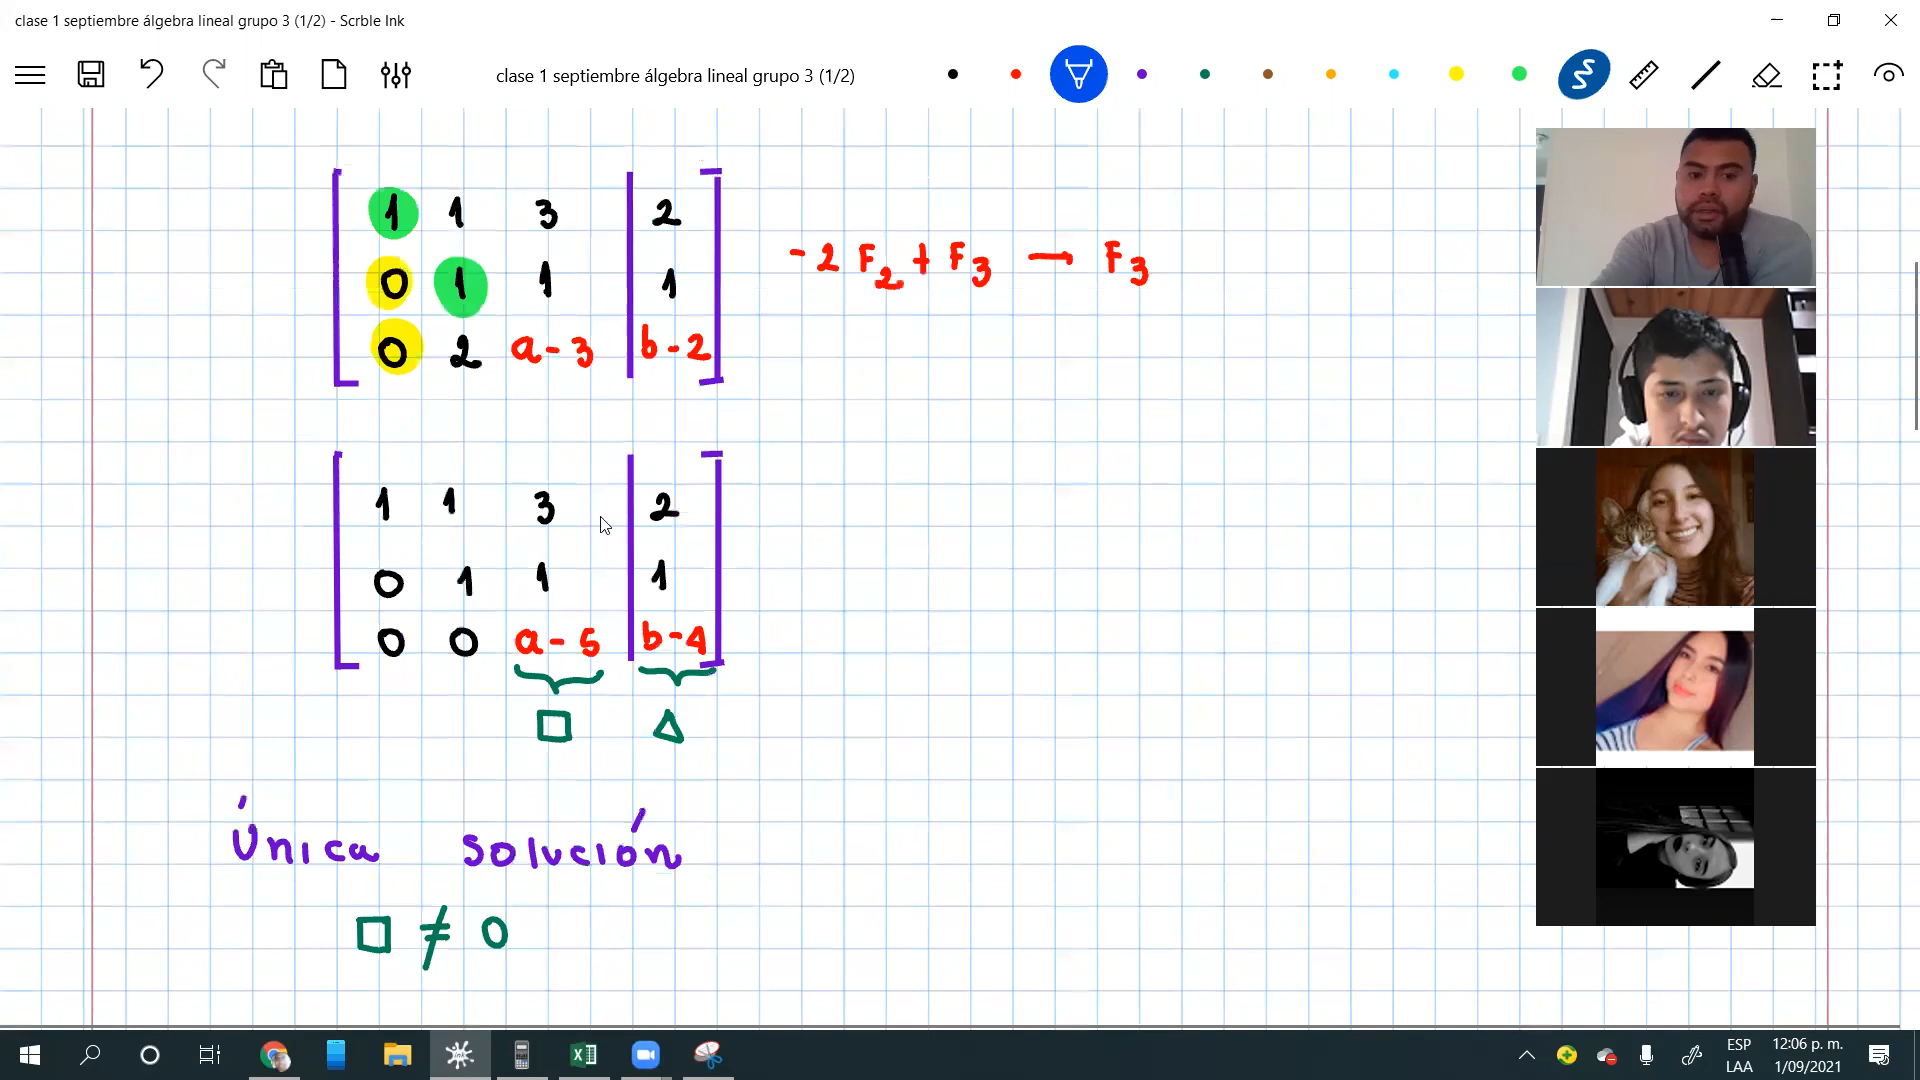 clase 1 septiembre álgebra lineal grupo 3 (1/2) - Scrble Ink
clase 1 septiembre álgebra lineal grupo 3 (1/2)
1 1 3 2
0 1 1 1
0 2 a-3 b-2
-2 F2 + F3 → F3
1 1 3 2
0 1 1 1
0 0 a-5 b-4
□ △
Única solución
□ ≠ 0
ESP
LAA
12:06 p. m.
1/09/2021